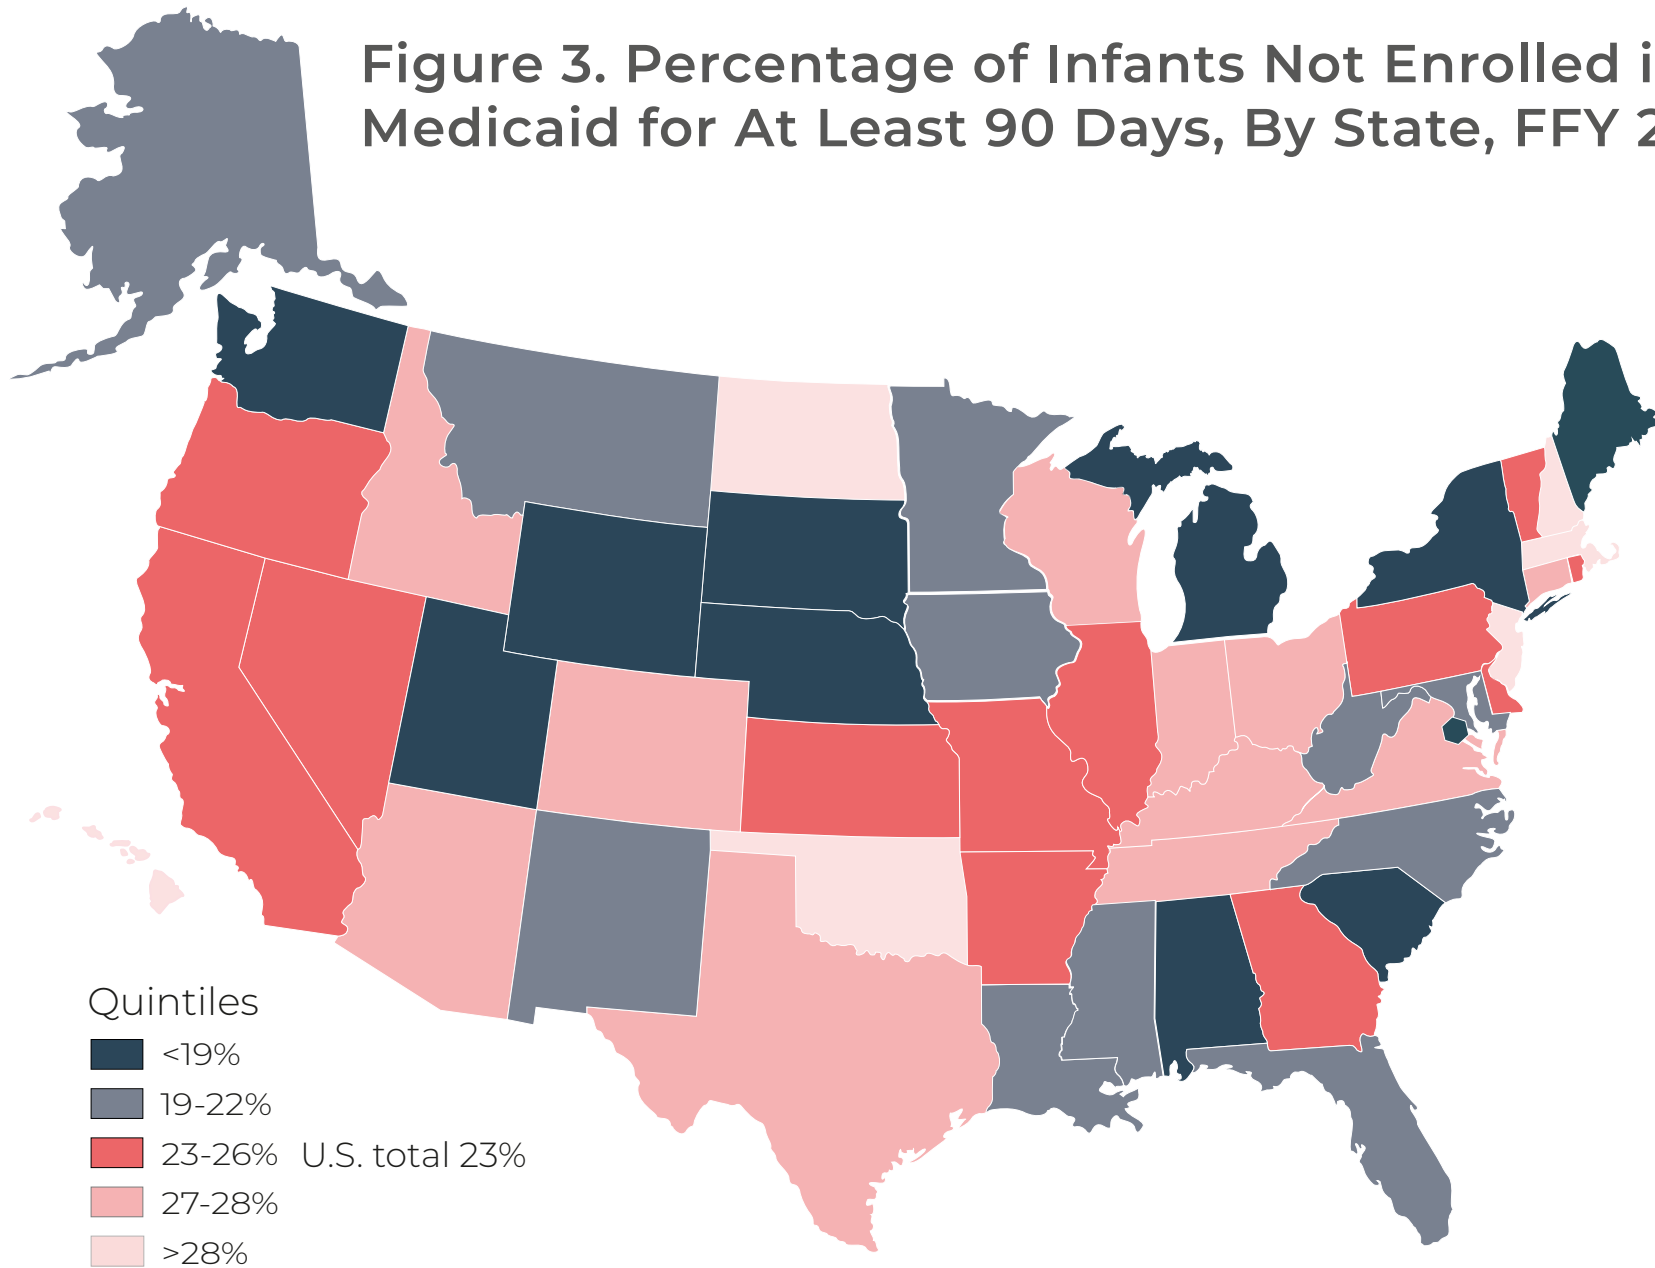 Figure 3. Percentage of Infants Not Enrolled i
Medicaid for At Least 90 Days, By State, FFY 2
Quintiles
<19%
19-22%
23-26% U.S. total 23%
27-28%
>28%